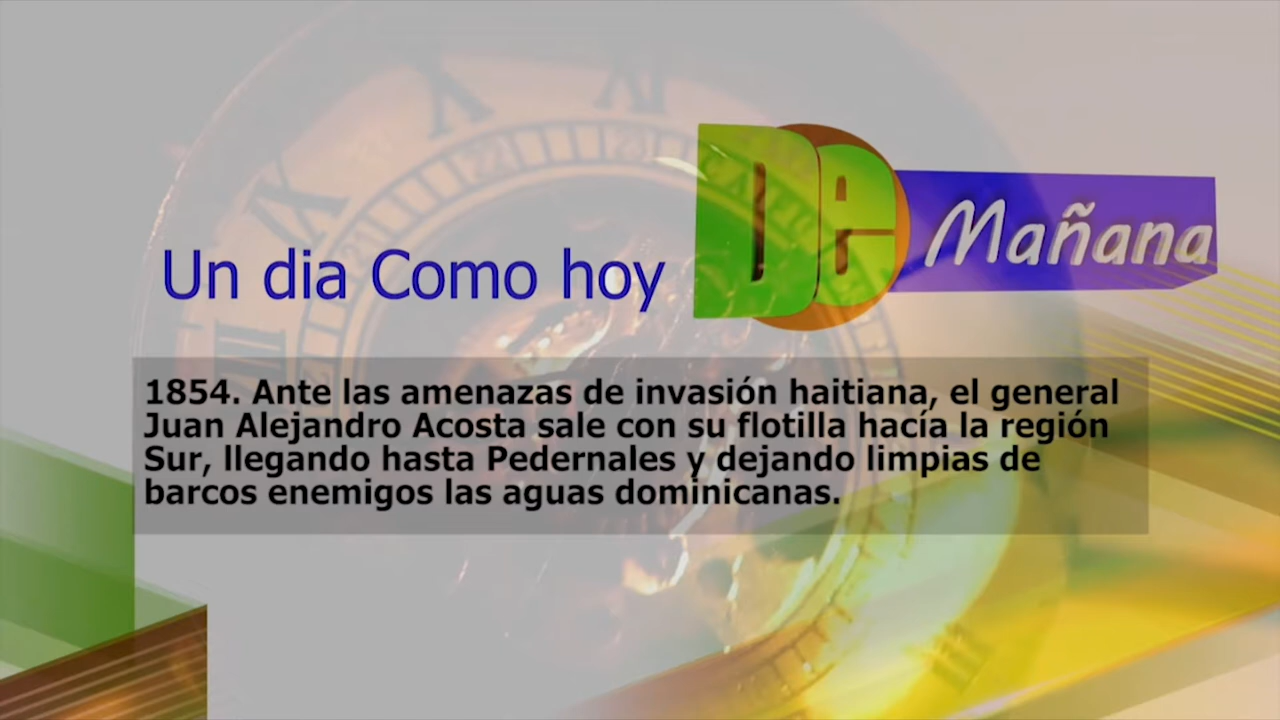 De Mañana
Un dia Como hoy
1854. Ante las amenazas de invasión haitiana, el general
Juan Alejandro Acosta sale con su flotilla hacía la región
Sur, llegando hasta Pedernales y dejando limpias de
barcos enemigos las aguas dominicanas.